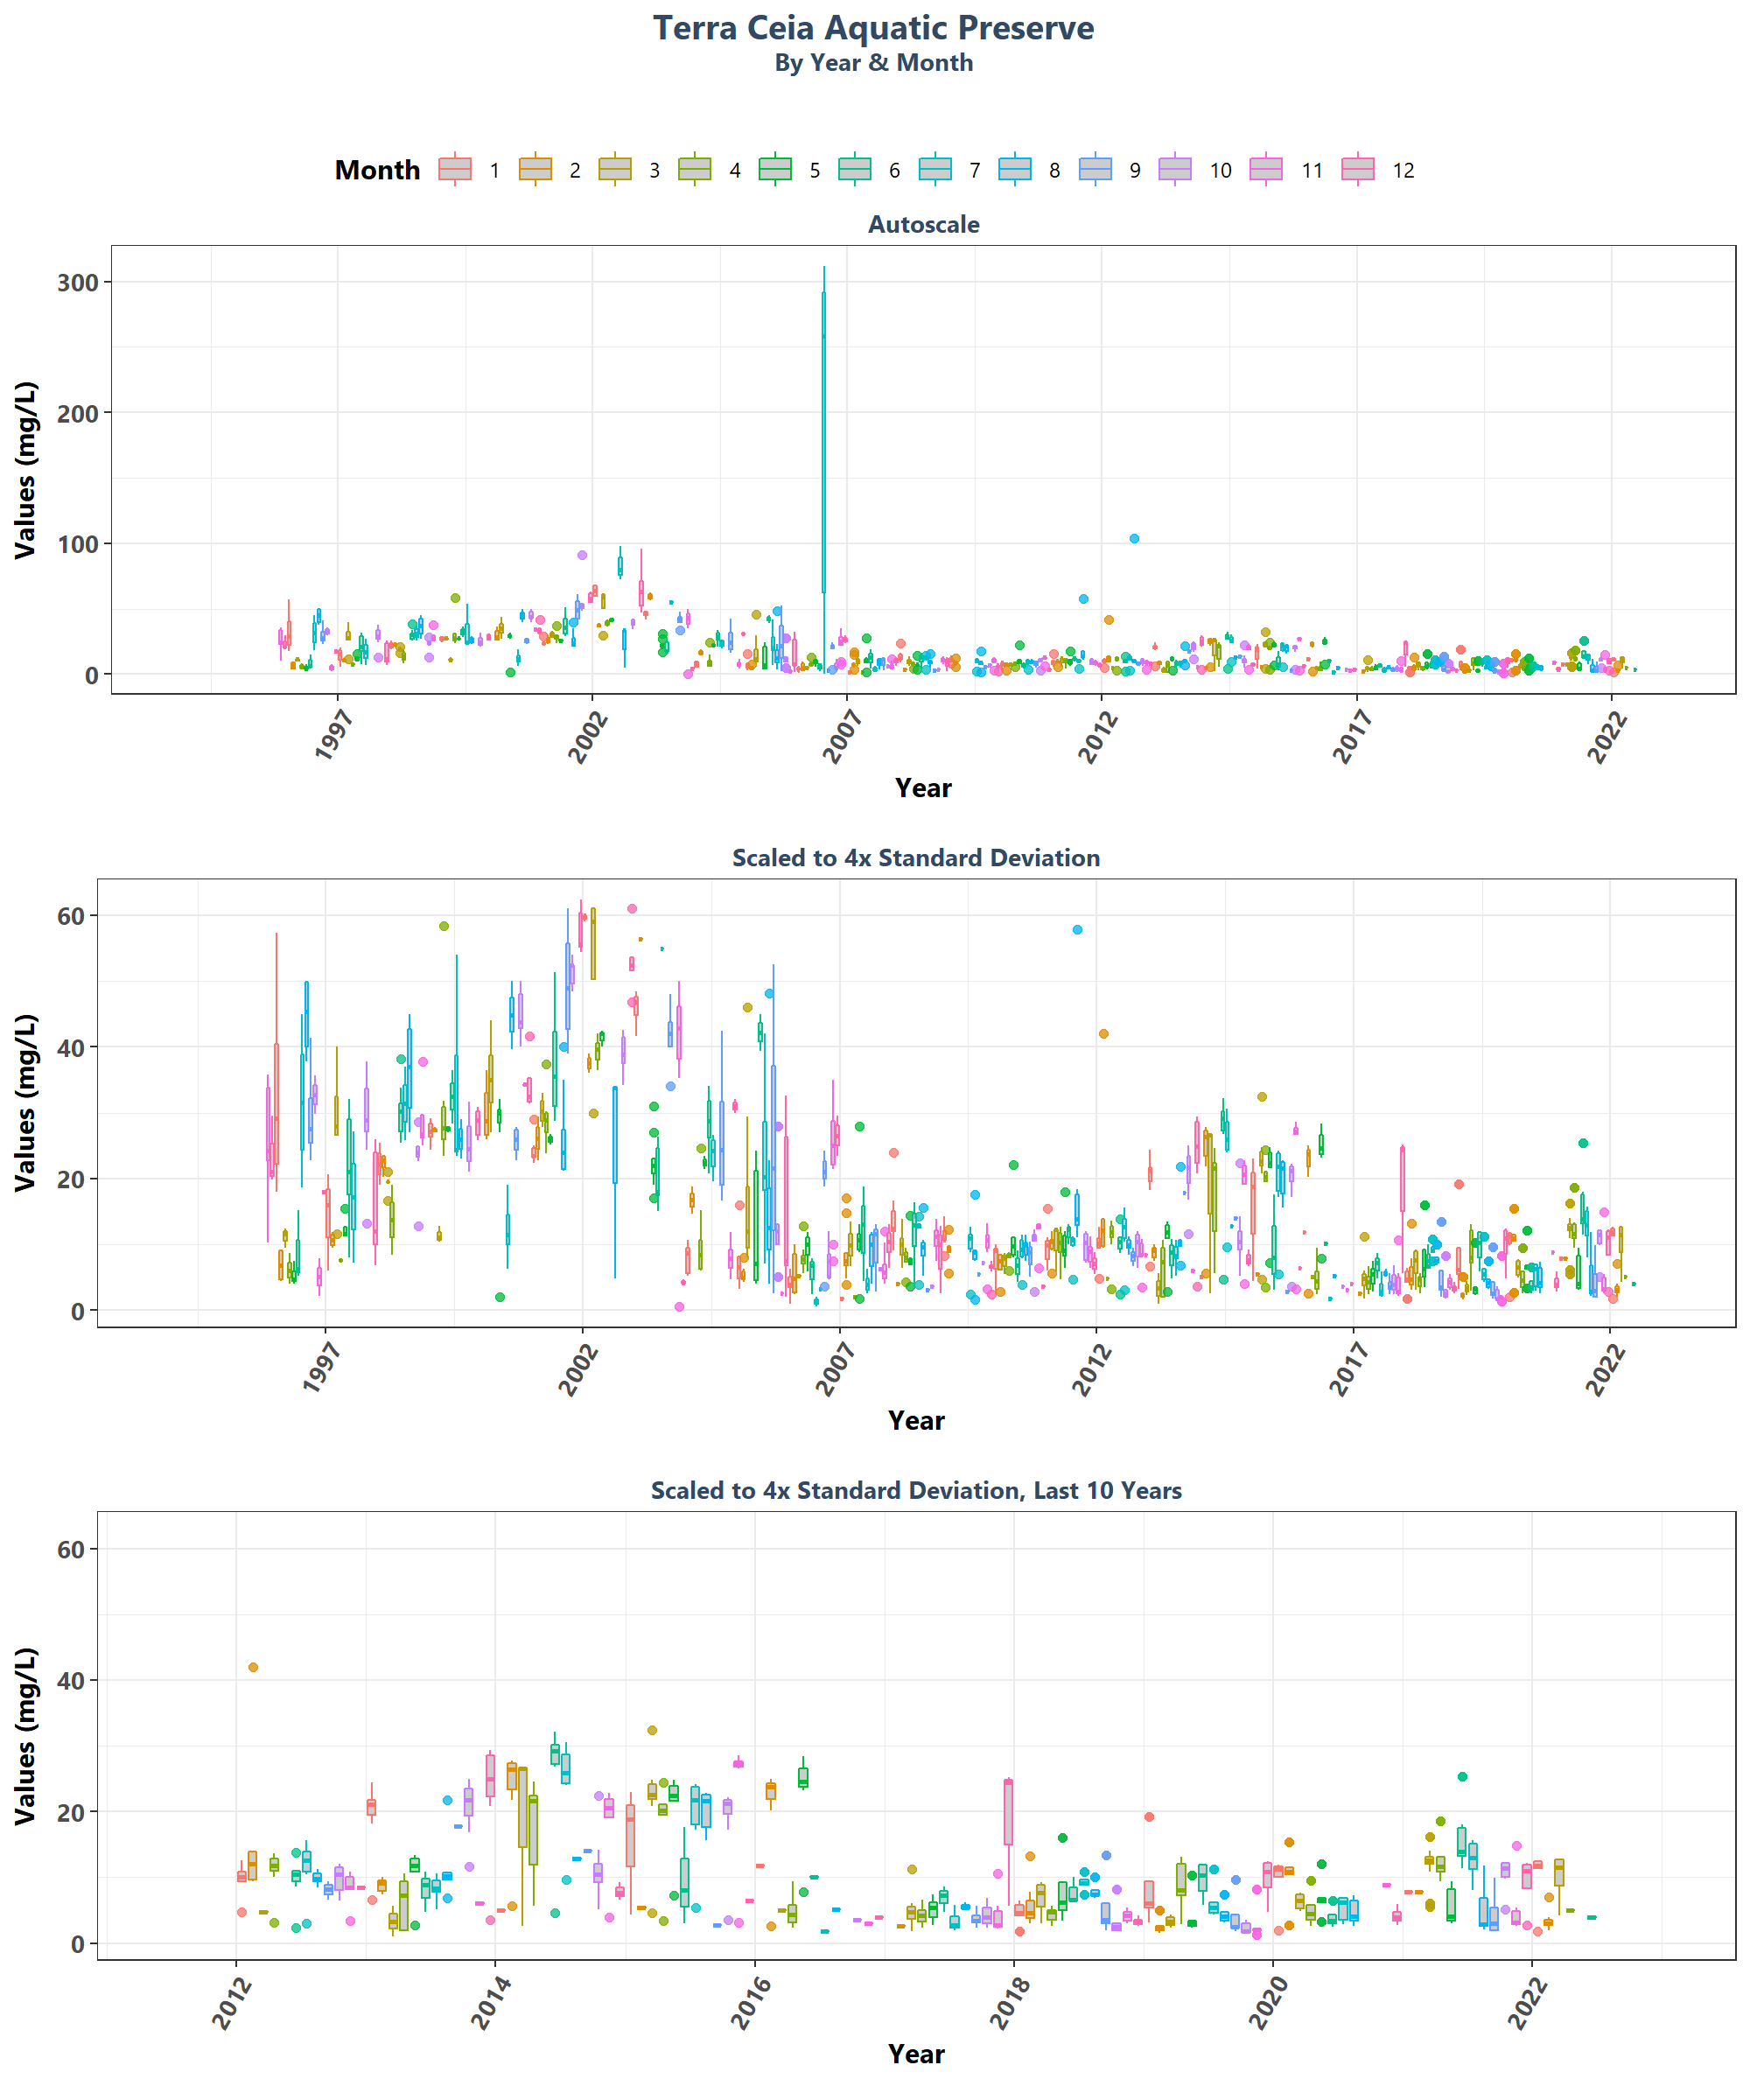 Terra Ceia Aquatic Preserve
By Year & Month
Month 1 2 3 4 5 6 7 8 9 10 11 12
Autoscale
Values (mg/L)
300
200
100
0
1997 2002 2007 2012 2017 2022
Year
Scaled to 4x Standard Deviation
Values (mg/L)
60
40
20
0
1997 2002 2007 2012 2017 2022
Year
Scaled to 4x Standard Deviation, Last 10 Years
Values (mg/L)
60
40
20
0
2012 2014 2016 2018 2020 2022
Year